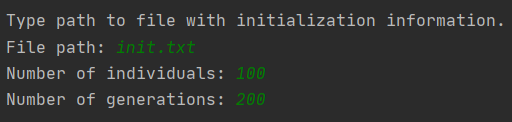 Type path to file with initialization information.
File path: init.txt
Number of individuals: 100
Number of generations: 200